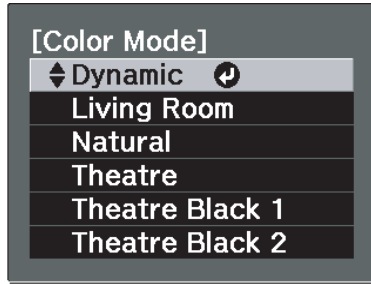 [Color Mode]
Dynamic
Living Room
Natural
Theatre
Theatre Black 1
Theatre Black 2